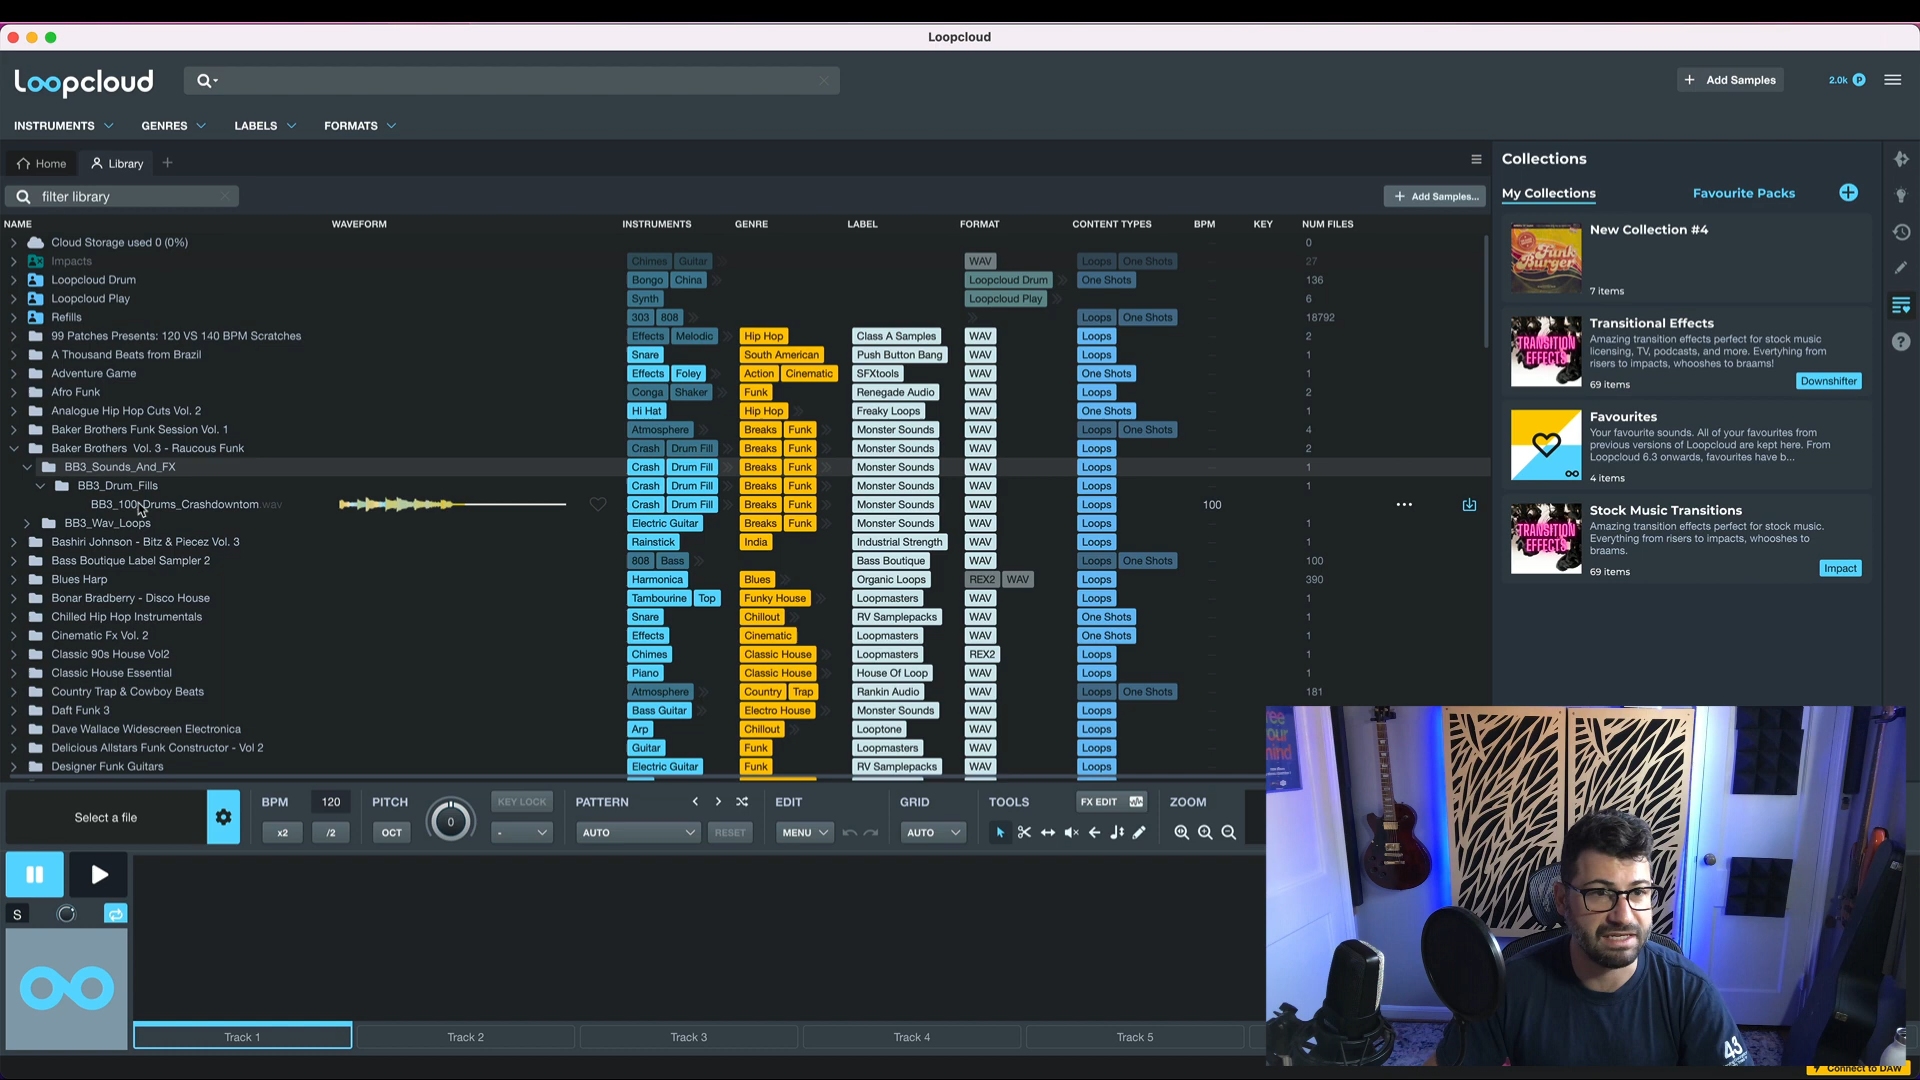 Loopcloud
Loopcloud
Add Samples
2.0k P
INSTRUMENTS GENRES LABELS FORMATS
Home Library
filter library
Add Samples...
NAME WAVEFORM INSTRUMENTS GENRE LABEL FORMAT CONTENT TYPES BPM KEY NUM FILES
Cloud Storage used 0 (0%) 0
Impacts Chimes Guitar WAV Loops One Shots 27
Loopcloud Drum Bongo China Loopcloud Drum One Shots 136
Loopcloud Play Synth Loopcloud Play 6
Refills 303 808 Loops One Shots 18792
99 Patches Presents: 120 VS 140 BPM Scratches Effects Melodic Hip Hop Class A Samples WAV Loops 2
A Thousand Beats from Brazil Snare South American Push Button Bang WAV Loops 1
Adventure Game Effects Foley Action Cinematic SFXtools WAV One Shots 1
Afro Funk Conga Shaker Funk Renegade Audio WAV Loops 2
Analogue Hip Hop Cuts Vol. 2 Hi Hat Hip Hop Freaky Loops WAV One Shots 1
Baker Brothers Funk Session Vol. 1 Atmosphere Breaks Funk Monster Sounds WAV Loops One Shots 4
Baker Brothers Vol. 3 - Raucous Funk Crash Drum Fill Breaks Funk Monster Sounds WAV Loops 2
BB3_Sounds_And_FX Crash Drum Fill Breaks Funk Monster Sounds WAV Loops 1
BB3_Drum_Fills Crash Drum Fill Breaks Funk Monster Sounds WAV Loops 1
BB3_100_Drums_Crashdowntom.wav Crash Drum Fill Breaks Funk Monster Sounds WAV Loops 100
BB3_Wav_Loops Electric Guitar Breaks Funk Monster Sounds WAV Loops 1
Bashiri Johnson - Bitz & Piecez Vol. 3 Rainstick India Industrial Strength WAV Loops 1
Bass Boutique Label Sampler 2 808 Bass Bass Boutique WAV Loops One Shots 100
Blues Harp Harmonica Blues Organic Loops REX2 WAV Loops 390
Bonar Bradberry - Disco House Tambourine Top Funky House Loopmasters WAV Loops 1
Chilled Hip Hop Instrumentals Snare Chillout RV Samplepacks WAV One Shots 1
Cinematic Fx Vol. 2 Effects Cinematic Loopmasters WAV One Shots 1
Classic 90s House Vol2 Chimes Classic House Loopmasters REX2 Loops 1
Classic House Essential Piano Classic House House Of Loop WAV Loops 1
Country Trap & Cowboy Beats Atmosphere Country Trap Rankin Audio WAV Loops One Shots 181
Daft Funk 3 Bass Guitar Electro House Monster Sounds WAV Loops 1
Dave Wallace Widescreen Electronica Arp Chillout Looptone WAV Loops 1
Delicious Allstars Funk Constructor - Vol 2 Guitar Funk Loopmasters WAV Loops 1
Designer Funk Guitars Electric Guitar Funk RV Samplepacks WAV Loops 1
Collections
My Collections Favourite Packs
Funk
Burger
New Collection #4
7 items
TRANSITION
EFFECTS
Transitional Effects
Amazing transition effects perfect for stock music
licensing, TV, podcasts, and more. Evertyhing from
risers to impacts, whooshes to braams!
69 items Downshifter
Favourites
Your favourite sounds. All of your favourites from
previous versions of Loopcloud are kept here. From
Loopcloud 6.3 onwards, favourites have b...
4 items
TRANSITION
EFFECTS
Stock Music Transitions
Amazing transition effects perfect for stock music.
Everything from risers to impacts, whooshes to
braams.
69 items Impact
Select a file
BPM 120 PITCH KEY LOCK PATTERN EDIT GRID TOOLS FX EDIT ZOOM
x2 /2 OCT 0 - AUTO RESET MENU AUTO
S
Track 1 Track 2 Track 3 Track 4 Track 5
free
your
mind
43
Connect to DAW